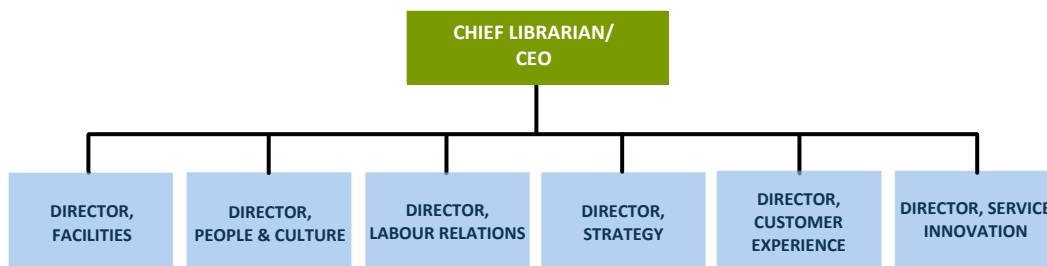 CHIEF LIBRARIAN/
CEO
DIRECTOR,
FACILITIES
DIRECTOR,
PEOPLE & CULTURE
DIRECTOR,
LABOUR RELATIONS
DIRECTOR,
STRATEGY
DIRECTOR,
CUSTOMER
EXPERIENCE
DIRECTOR, SERVICE
INNOVATION